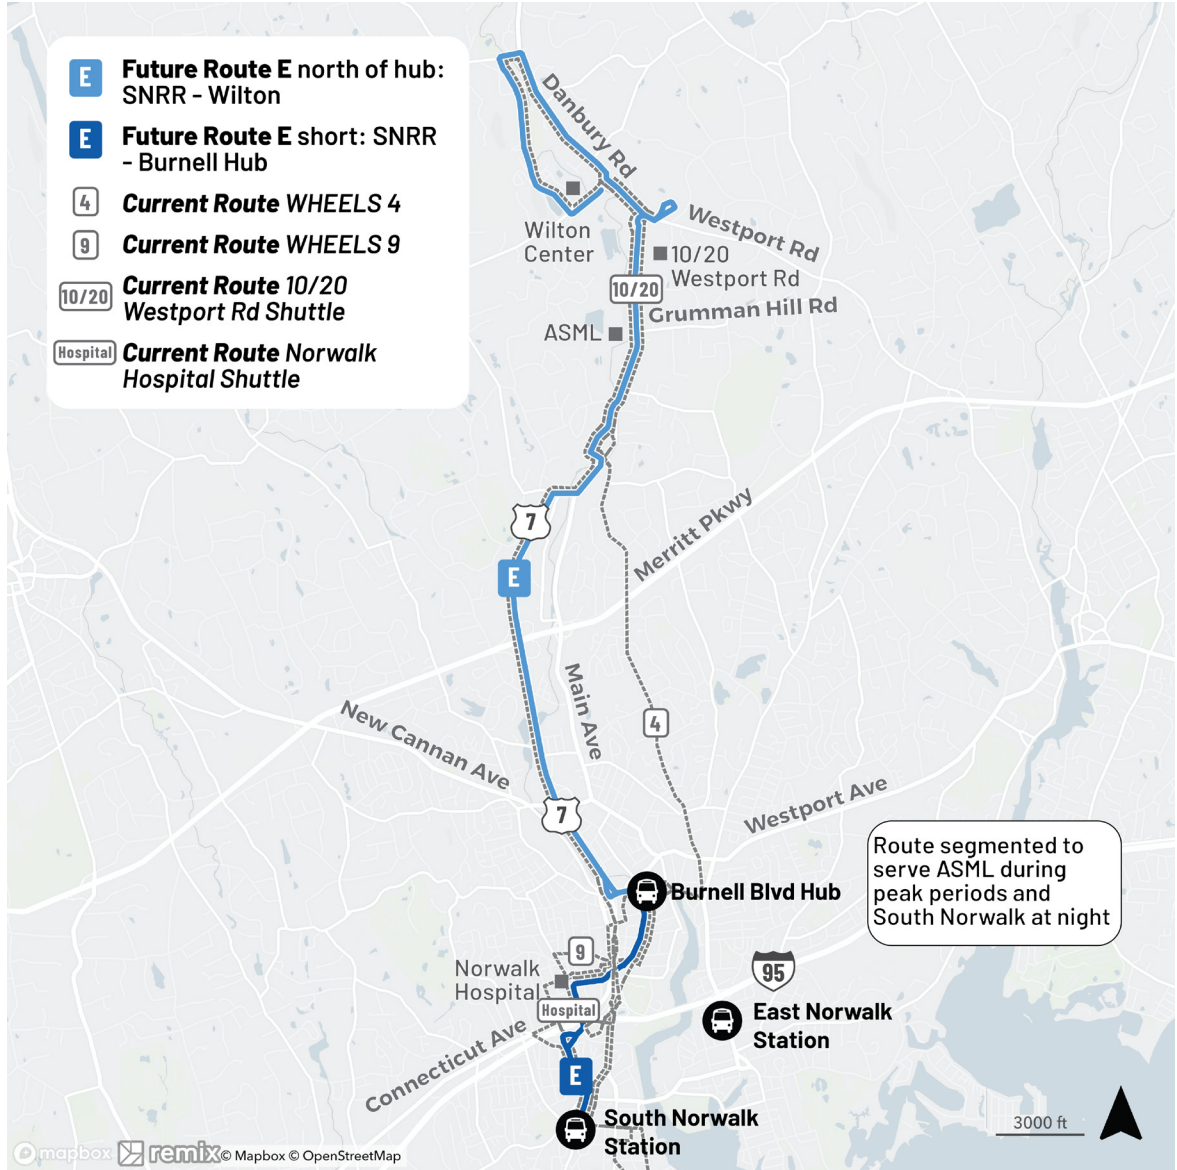 E
Future Route E north of hub:
SNRR - Wilton
E
Future Route E short: SNRR
- Burnell Hub
4
Current Route WHEELS 4
9
Current Route WHEELS 9
10/20
Current Route 10/20
Westport Rd Shuttle
Hospital
Current Route Norwalk
Hospital Shuttle
Danbury Rd
Westport Rd
Wilton
Center
10/20
Westport Rd
10/20
Grumman Hill Rd
ASML
7
E
Merritt Pkwy
Main Ave
4
New Cannan Ave
7
Westport Ave
Burnell Blvd Hub
Route segmented to
serve ASML during
peak periods and
South Norwalk at night
9
Norwalk
Hospital
Hospital
95
East Norwalk
Station
Connecticut Ave
E
South Norwalk
Station
3000 ft
mapbox remix © Mapbox © OpenStreetMap